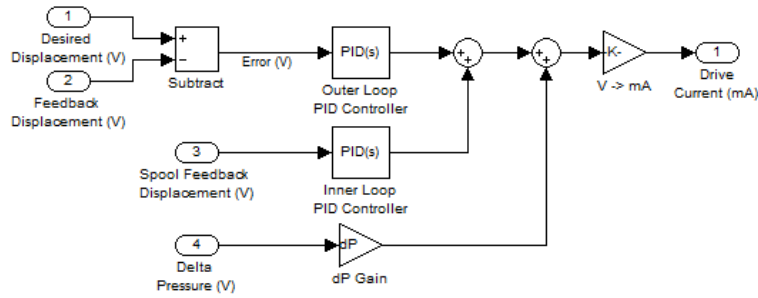 1
Desired
Displacement (V)
2
Feedback
Displacement (V)
+
−
Subtract
Error (V)
PID(s)
Outer Loop
PID Controller
+
+
+
+
K-
V -> mA
1
Drive
Current (mA)
3
Spool Feedback
Displacement (V)
PID(s)
Inner Loop
PID Controller
4
Delta
Pressure (V)
dP
dP Gain